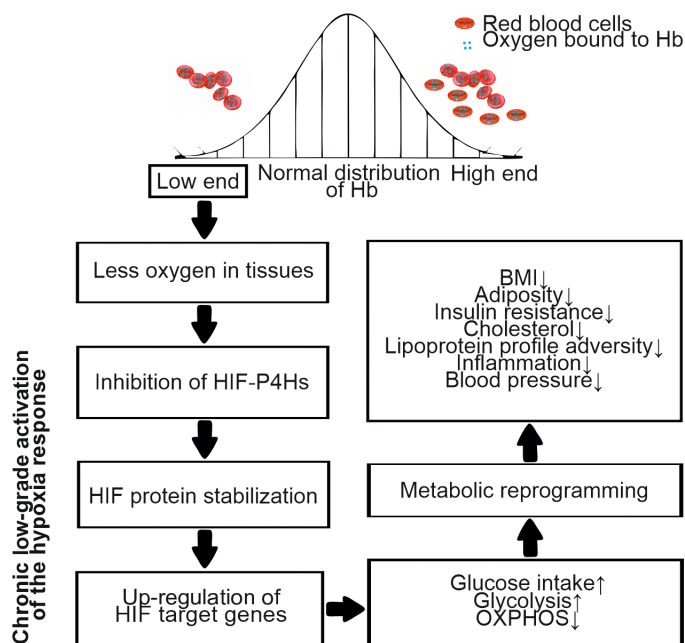 Red blood cells
Oxygen bound to Hb
Low end
Normal distribution
of Hb
High end
Less oxygen in tissues
Inhibition of HIF-P4Hs
HIF protein stabilization
Up-regulation of
HIF target genes
Chronic low-grade activation
of the hypoxia response
Glucose intake↑
Glycolysis↑
OXPHOS↓
Metabolic reprogramming
BMI↓
Adiposity↓
Insulin resistance↓
Cholesterol↓
Lipoprotein profile adversity↓
Inflammation↓
Blood pressure↓